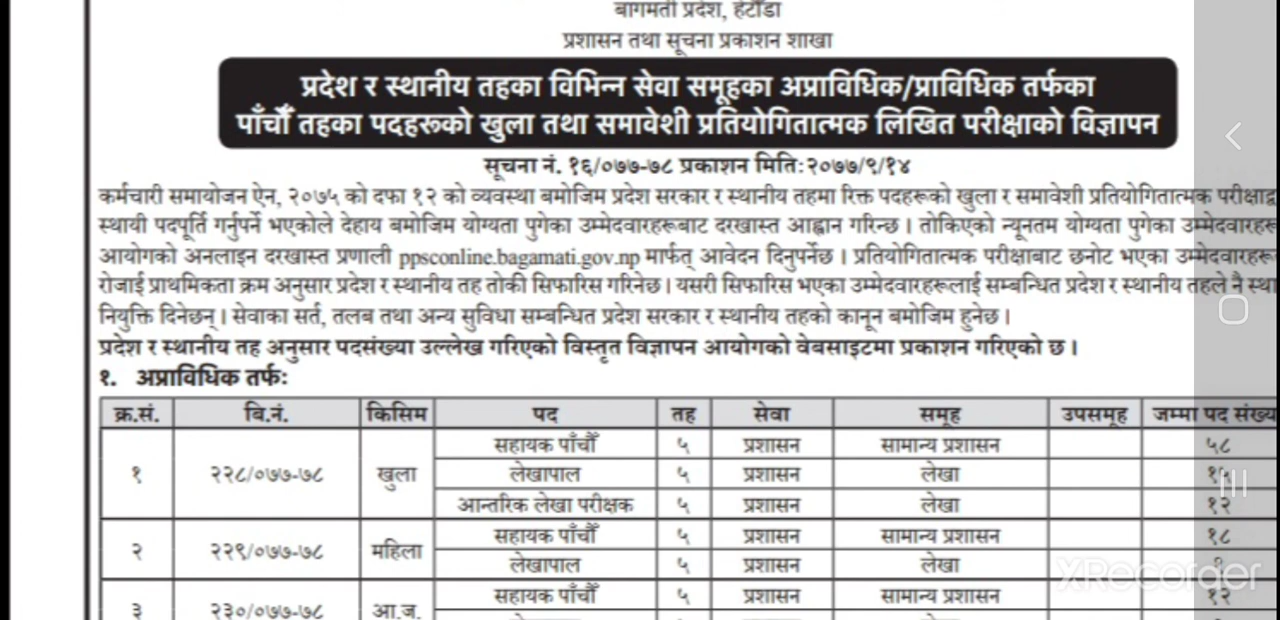 बागमती प्रदेश, हेटौंडा
प्रशासन तथा सूचना प्रकाशन शाखा
प्रदेश र स्थानीय तहका विभिन्न सेवा समूहका अप्राविधिक/प्राविधिक तर्फका
पाँचौँ तहका पदहरूको खुला तथा समावेशी प्रतियोगितात्मक लिखित परीक्षाको विज्ञापन
सूचना नं. १६/०७७-७८ प्रकाशन मिति:२०७७/९/१४
कर्मचारी समायोजन ऐन, २०७५ को दफा १२ को व्यवस्था बमोजिम प्रदेश सरकार र स्थानीय तहमा रिक्त पदहरूको खुला र समावेशी प्रतियोगितात्मक
स्थायी पदपूर्ति गर्नुपर्ने भएकोले देहाय बमोजिम योग्यता पुगेका उम्मेदवारहरूबाट दरखास्त आह्वान गरिन्छ । तोकिएको न्यूनतम योग्यता पुगेका
आयोगको अनलाइन दरखास्त प्रणाली ppsconline.bagamati.gov.np मार्फत् आवेदन दिनुपर्नेछ । प्रतियोगितात्मक परीक्षाबाट छनोट भएका
रोजाई प्राथमिकता क्रम अनुसार प्रदेश र स्थानीय तह तोकी सिफारिस गरिनेछ । यसरी सिफारिस भएका उम्मेदवारहरूलाई सम्बन्धित प्रदेश र स्थानीय तहले नै
नियुक्ति दिनेछन् । सेवाका सर्त, तलब तथा अन्य सुविधा सम्बन्धित प्रदेश सरकार र स्थानीय तहको कानून बमोजिम हुनेछ ।
प्रदेश र स्थानीय तह अनुसार पदसंख्या उल्लेख गरिएको विस्तृत विज्ञापन आयोगको वेबसाइटमा प्रकाशन गरिएको छ ।
१. अप्राविधिक तर्फः
क्र.सं. बि.नं. किसिम पद तह सेवा समूह उपसमूह जम्मा पद
सहायक पाँचौँ ५ प्रशासन सामान्य प्रशासन ५८
१ २२८/०७७-७८ खुला लेखापाल ५ प्रशासन लेखा
आन्तरिक लेखा परीक्षक ५ प्रशासन लेखा १२
सहायक पाँचौँ ५ प्रशासन सामान्य प्रशासन १८
२ २२९/०७७-७८ महिला लेखापाल ५ प्रशासन लेखा
सहायक पाँचौँ ५ प्रशासन सामान्य प्रशासन १२
३ २३०/०७७-७८ आ.ज.
XRecorder